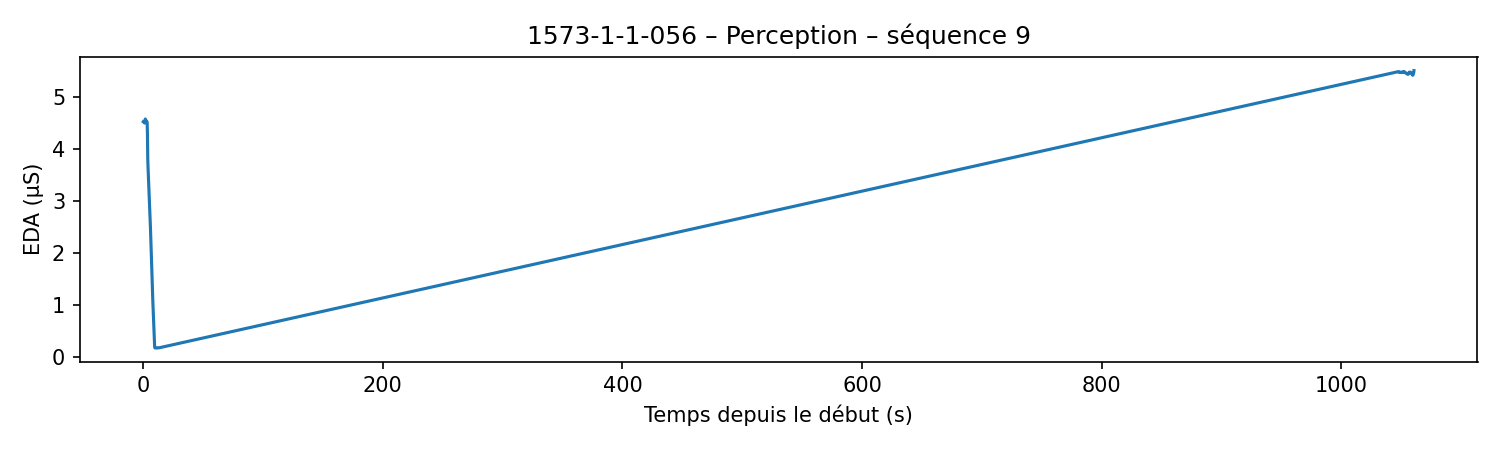 1573-1-1-056 – Perception – séquence 9
EDA (µS)
5
4
3
2
1
0
0 200 400 600 800 1000
Temps depuis le début (s)